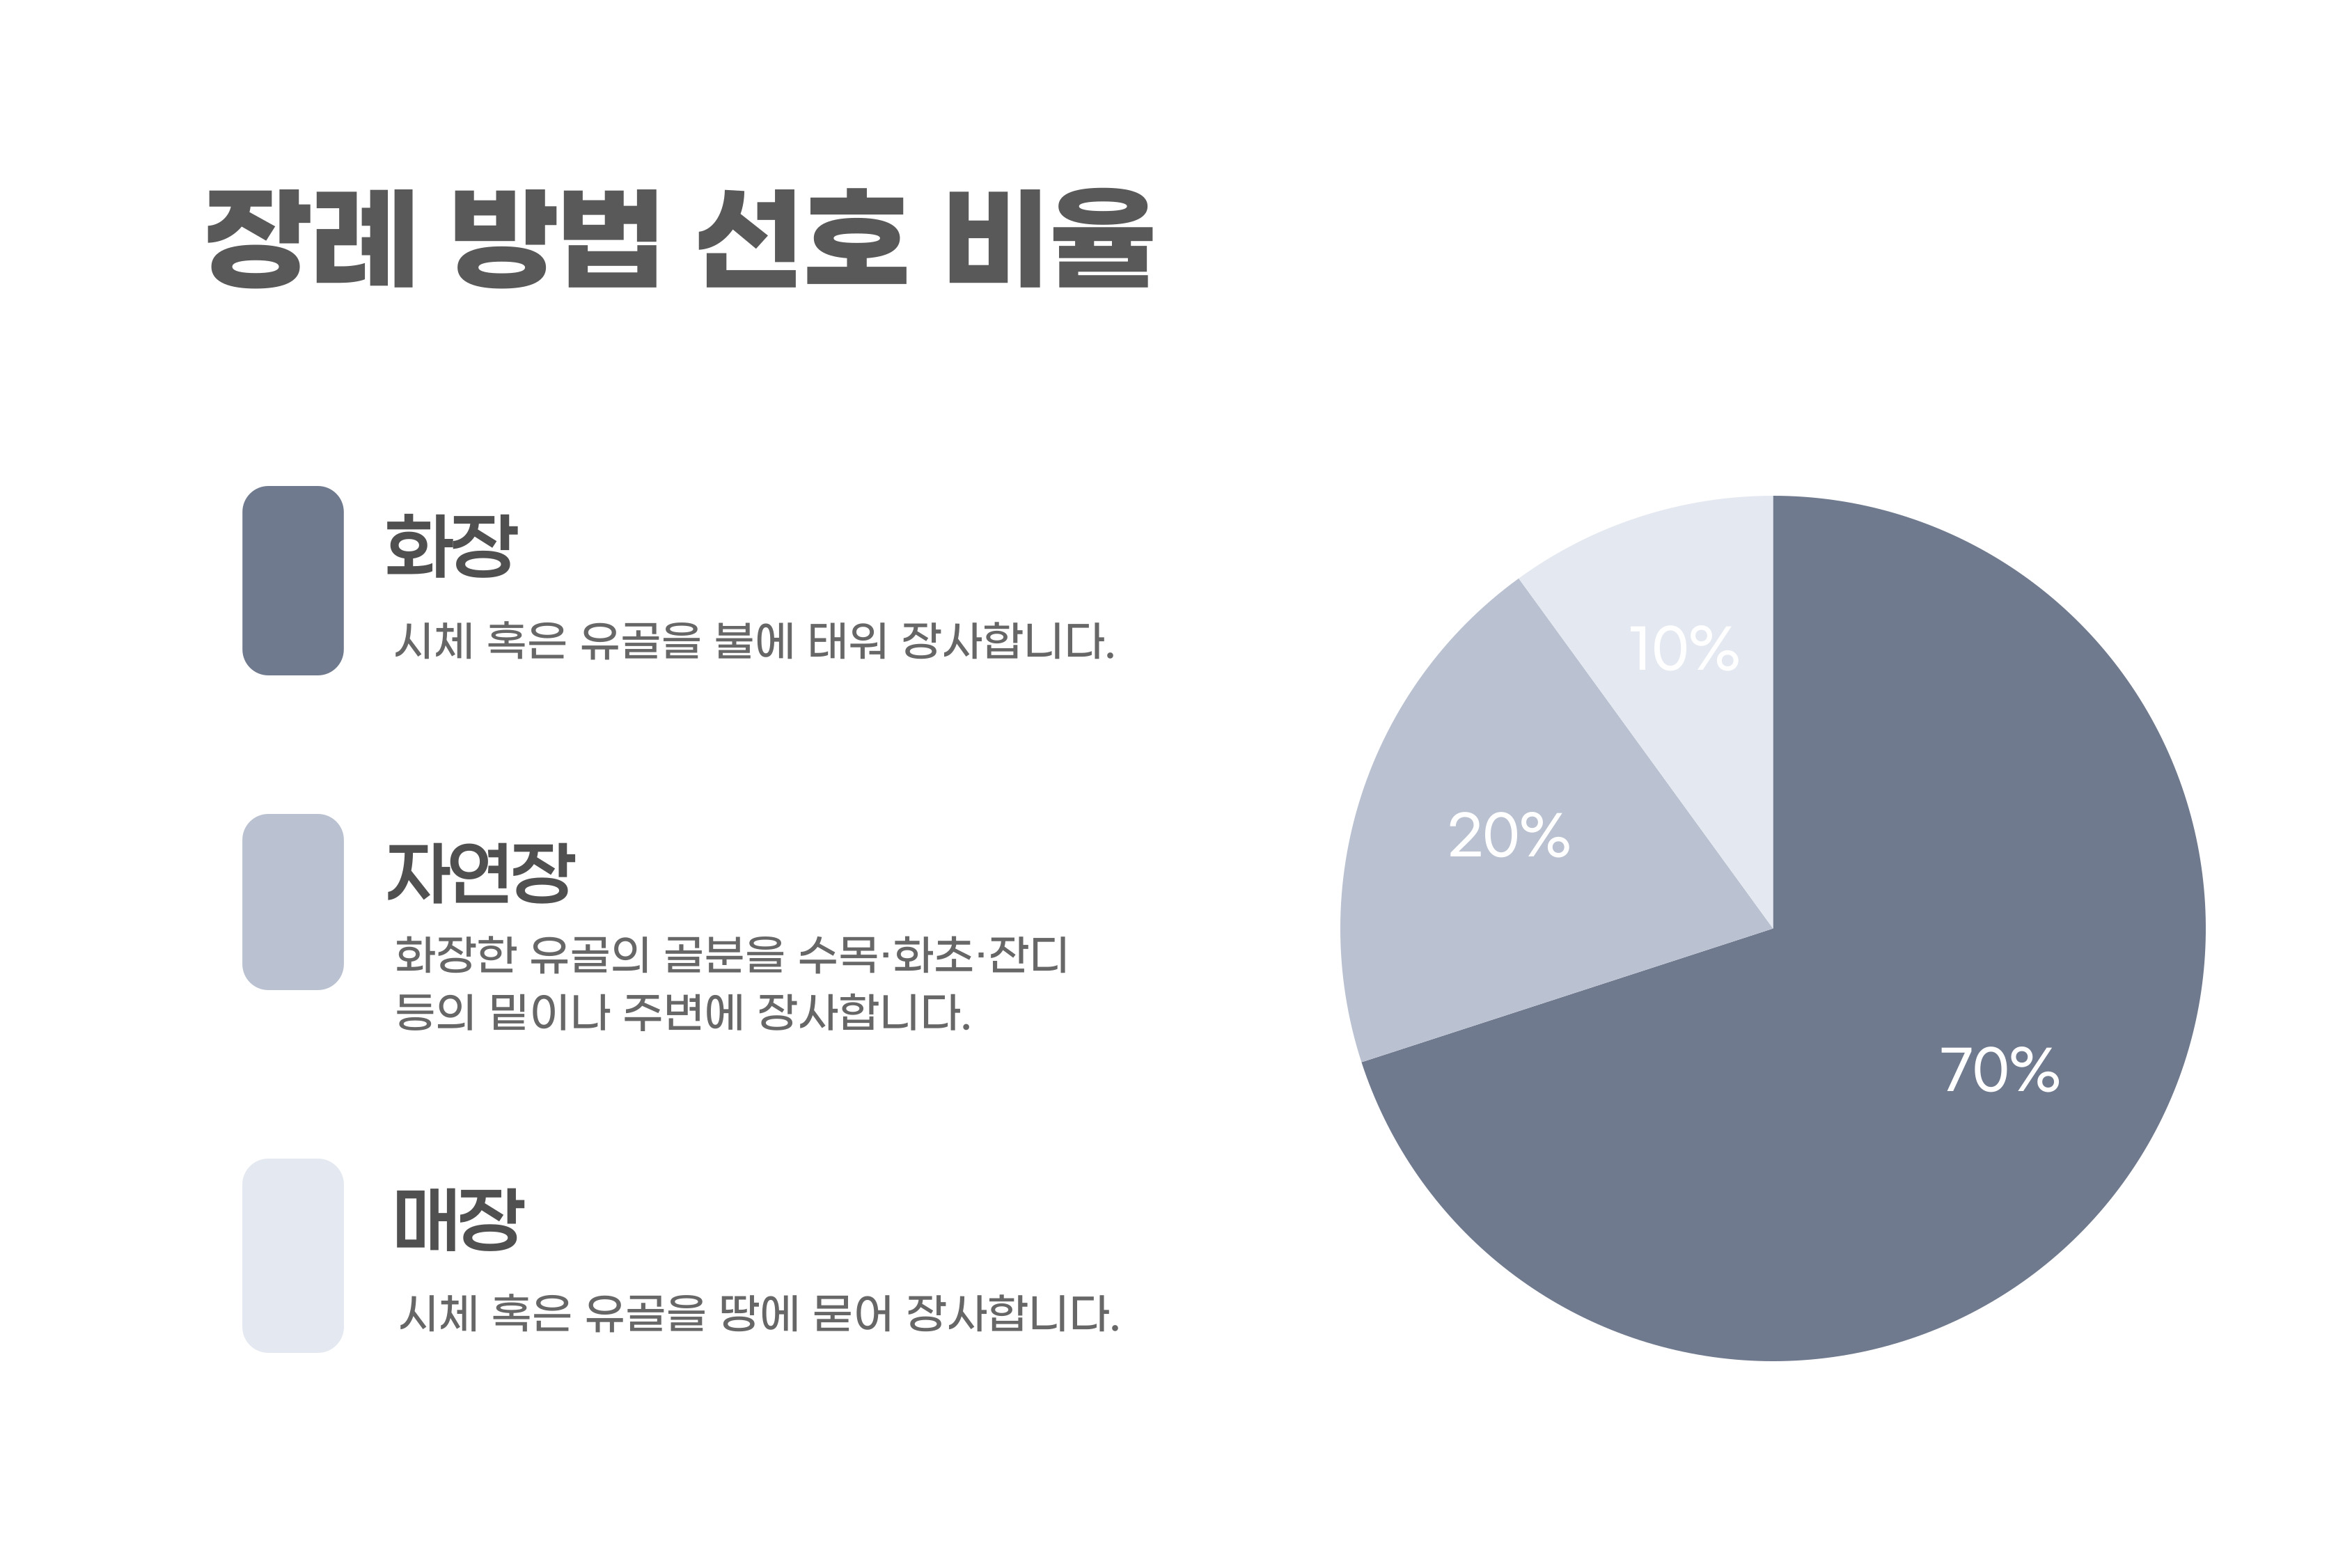 장례 방법 선호 비율
화장
시체 혹은 유골을 불에 태워 장사합니다.
자연장
화장한 유골의 골분을 수목·화초·잔디
등의 밑이나 주변에 장사합니다.
매장
시체 혹은 유골을 땅에 묻어 장사합니다.
10%
20%
70%